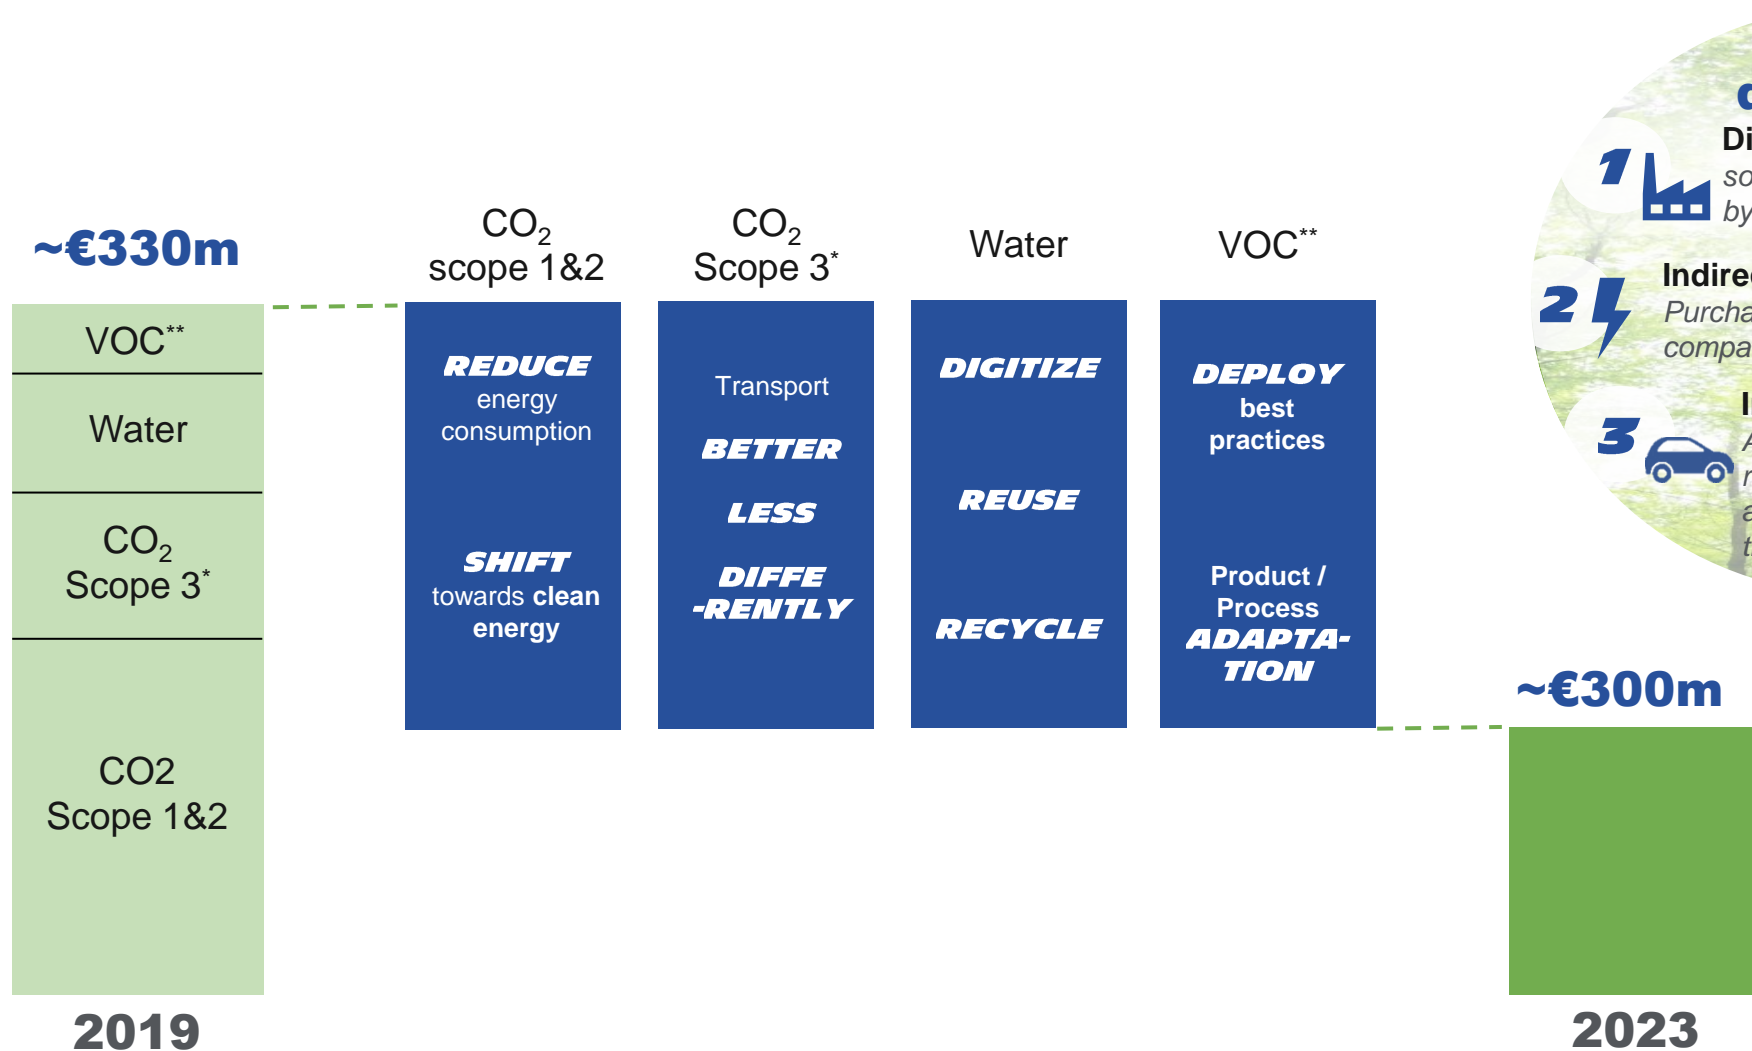 ~€330m
VOC**
Water
CO2
Scope 3*
CO2
Scope 1&2
2019
CO2
scope 1&2
REDUCE
energy
consumption
SHIFT
towards clean
energy
CO2
Scope 3*
Transport
BETTER
LESS
DIFFE
-RENTLY
Water
DIGITIZE
REUSE
RECYCLE
VOC**
DEPLOY
best
practices
Product /
Process
ADAPTA-
TION
1
by
2
3
~€300m
2023